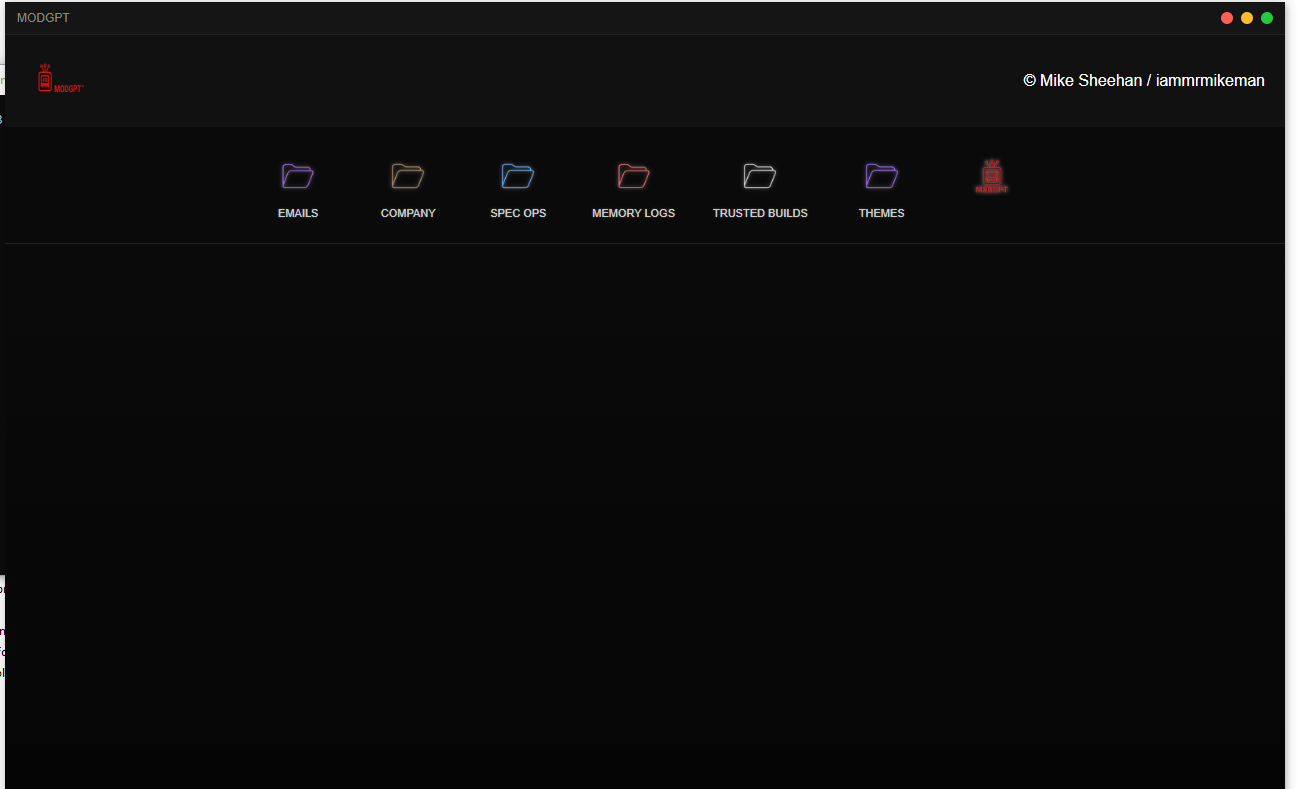 MODGPT
MODGPT
© Mike Sheehan / iammrmikeman
EMAILS
COMPANY
SPEC OPS
MEMORY LOGS
TRUSTED BUILDS
THEMES
MODGPT